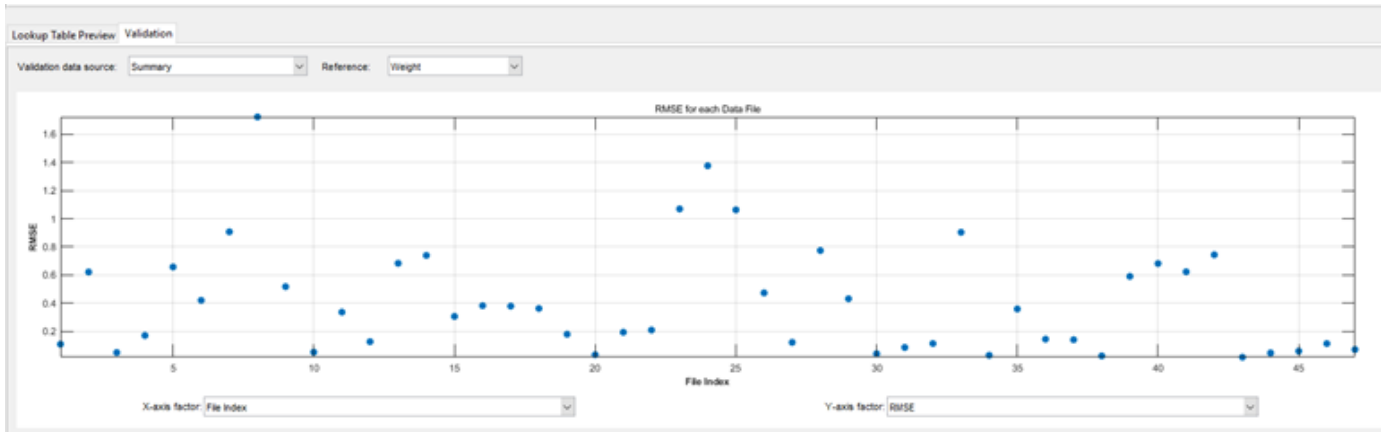 Lookup Table Preview Validation
Validation data source: Summary Reference: Weight
RMSE for each Data File
1.6
1.4
1.2
1
0.8
0.6
0.4
0.2
RMSE
5 10 15 20 25 30 35 40 45
File Index
X-axis factor: File Index Y-axis factor: RMSE